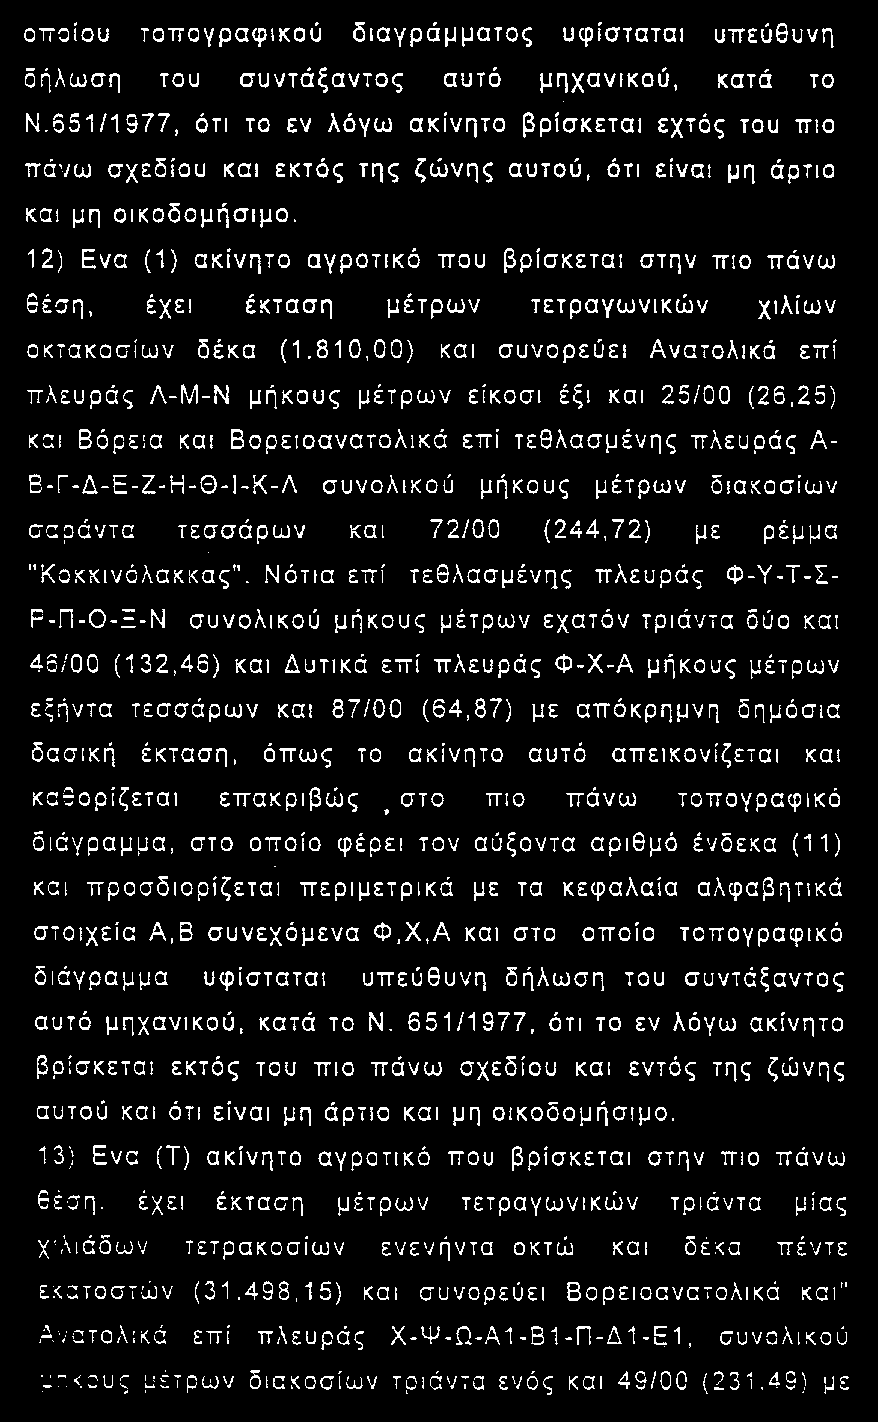 οποίου τοπογραφικού διαγράμματος υφίσταται υπεύθυνη
δήλωση του συντάξαντος αυτό μηχανικού, κατά το
Ν.651/1977, ότι το εν λόγω ακίνητο βρίσκεται εχτός του πιο
πάνω σχεδίου και εκτός της ζώνης αυτού, ότι είναι μη άρτιο
και μη οικοδομήσιμο.
12) Ενα (1) ακίνητο αγροτικό που βρίσκεται στην πιο πάνω
θέση, έχει έκταση μέτρων τετραγωνικών χιλίων
οκτακοσίων δέκα (1.810,00) και συνορεύει Ανατολικά επί
πλευράς Λ-Μ-Ν μήκους μέτρων είκοσι έξι και 25/00 (26,25)
και Βόρεια και Βορειοανατολικά επί τεθλασμένης πλευράς Α-
Β-Γ-Δ-Ε-Ζ-Η-Θ-Ι-Κ-Λ συνολικού μήκους μέτρων διακοσίων
σαράντα τεσσάρων και 72/00 (244,72) με ρέμμα
"Κοκκινόλακκας". Νότια επί τεθλασμένης πλευράς Φ-Υ-Τ-Σ-
Ρ-Π-Ο-Ξ-Ν συνολικού μήκους μέτρων εχατόν τριάντα δύο και
46/00 (132,46) και Δυτικά επί πλευράς Φ-Χ-Α μήκους μέτρων
εξήντα τεσσάρων και 87/00 (64,87) με απόκρημνη δημόσια
δασική έκταση, όπως το ακίνητο αυτό απεικονίζεται και
καθορίζεται επακριβώς , στο πιο πάνω τοπογραφικό
διάγραμμα, στο οποίο φέρει τον αύξοντα αριθμό ένδεκα (11)
και προσδιορίζεται περιμετρικά με τα κεφαλαία αλφαβητικά
στοιχεία Α,Β συνεχόμενα Φ,Χ,Α και στο οποίο τοπογραφικό
διάγραμμα υφίσταται υπεύθυνη δήλωση του συντάξαντος
αυτό μηχανικού, κατά το Ν. 651/1977, ότι το εν λόγω ακίνητο
βρίσκεται εκτός του πιο πάνω σχεδίου και εντός της ζώνης
αυτού και ότι είναι μη άρτιο και μη οικοδομήσιμο.
13) Ενα (Τ) ακίνητο αγροτικό που βρίσκεται στην πιο πάνω
θέση. έχει έκταση μέτρων τετραγωνικών τριάντα μίας
χιλιάδων τετρακοσίων ενενήντα οκτώ και δέκα πέντε
εκατοστών (31.498,15) και συνορεύει Βορειοανατολικά και"
Ανατολικά επί πλευράς Χ-Ψ-Ω-Α1-Β1-Π-Δ1-Ε1, συνολικού
μήκους μέτρων διακοσίων τριάντα ενός και 49/00 (231.49) με